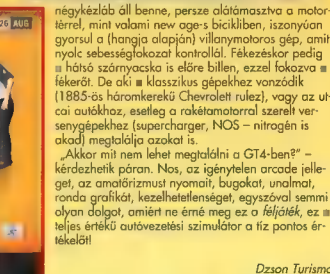 26 AUG
négykézláb áll benne, persze alátámasztva a motor-
térrel, mint valami new age-s bicikliben, iszonyúan
gyorsul a (hangja alapján) villanymotoros gép, amit
nyolc sebességfokozat kontrollál. Fékezéskor pedig
a hátsó szárnyacska is előre billen, ezzel fokozva a
fékerőt. De aki a klasszikus gépekhez vonzódik
(1885-ös háromkerekű Chevrolett rulez), vagy az ut-
cai autókhoz, esetleg a rakétamotorral szerelt ver-
senygépekhez (supercharger, NOS – nitrogén is
akad) megtalálja azokat is.
„Akkor mit nem lehet megtalálni a GT4-ben?” –
kérdezhetik páran. Nos, az igénytelen arcade jelle-
get, az amatőrizmust nyomait, bugokat, unalmat,
ronda grafikát, kezelhetetlenséget, egyszóval semmi
olyan dolgot, amiért ne érné meg ez a féljáték, ez a
teljes értékű autóvezetési szimulátor a tíz pontos ér-
tékelőt!
Dzson Turismo